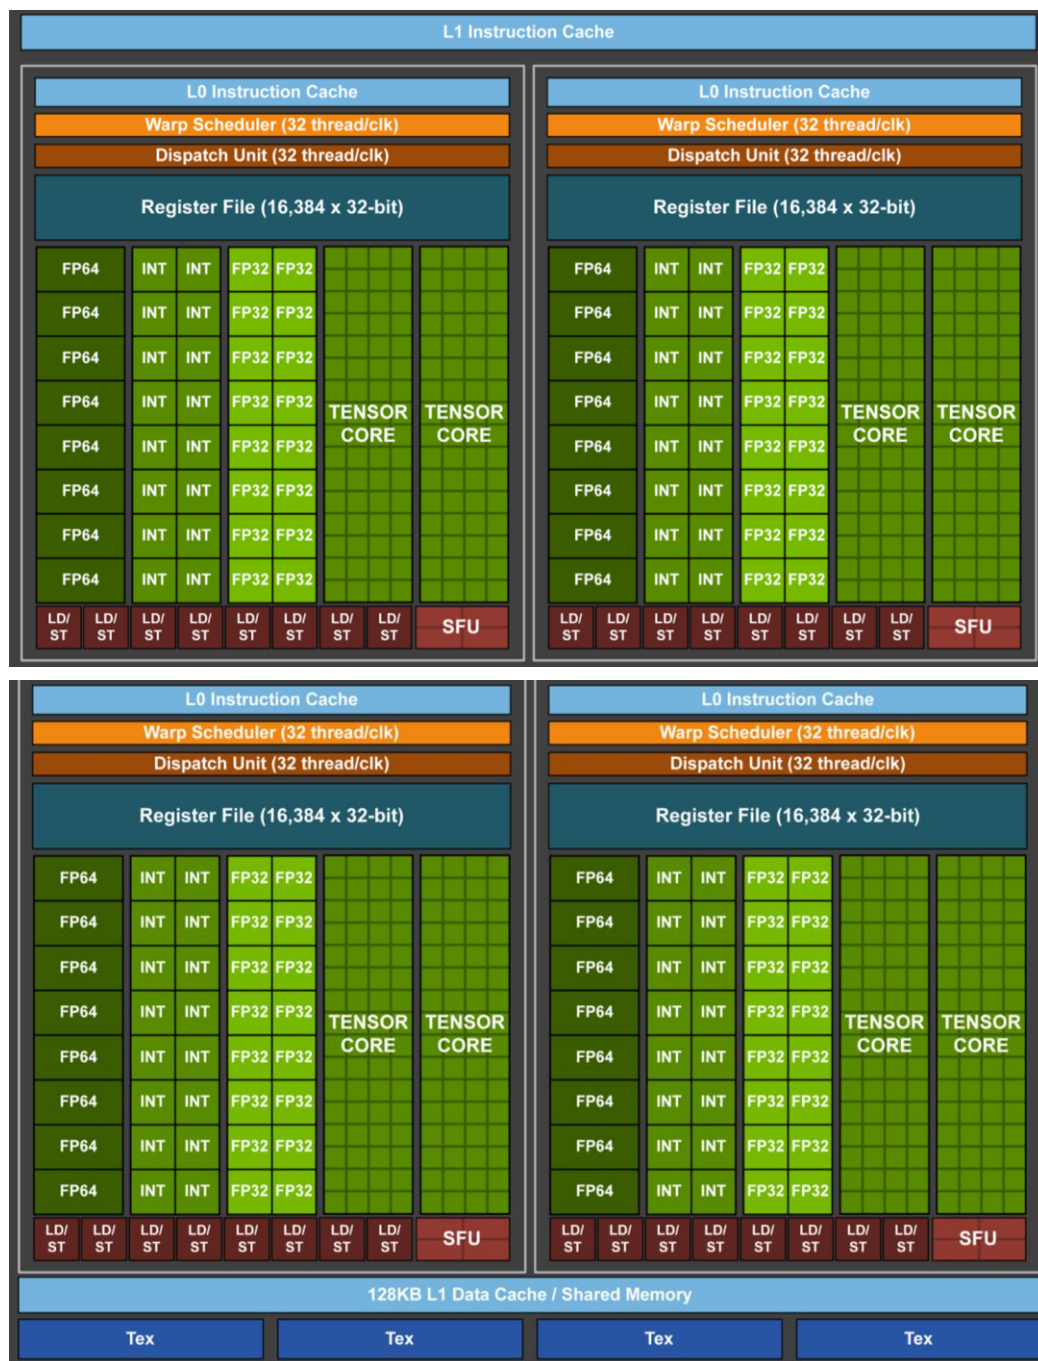 L1 Instruction Cache
L0 Instruction Cache L0 Instruction Cache
Warp Scheduler (32 thread/clk) Warp Scheduler (32 thread/clk)
Dispatch Unit (32 thread/clk) Dispatch Unit (32 thread/clk)
Register File (16,384 x 32-bit) Register File (16,384 x 32-bit)
FP64 INT INT FP32 FP32 FP64 INT INT FP32 FP32
FP64 INT INT FP32 FP32 FP64 INT INT FP32 FP32
FP64 INT INT FP32 FP32 FP64 INT INT FP32 FP32
FP64 INT INT FP32 FP32 TENSOR TENSOR FP64 INT INT FP32 FP32 TENSOR TENSOR
FP64 INT INT FP32 FP32 CORE CORE FP64 INT INT FP32 FP32 CORE CORE
FP64 INT INT FP32 FP32 FP64 INT INT FP32 FP32
FP64 INT INT FP32 FP32 FP64 INT INT FP32 FP32
FP64 INT INT FP32 FP32 FP64 INT INT FP32 FP32
LD/ LD/ LD/ LD/ LD/ LD/ LD/ LD/ SFU LD/ LD/ LD/ LD/ LD/ LD/ LD/ LD/ SFU
ST ST ST ST ST ST ST ST ST ST ST ST ST ST ST ST
L0 Instruction Cache L0 Instruction Cache
Warp Scheduler (32 thread/clk) Warp Scheduler (32 thread/clk)
Dispatch Unit (32 thread/clk) Dispatch Unit (32 thread/clk)
Register File (16,384 x 32-bit) Register File (16,384 x 32-bit)
FP64 INT INT FP32 FP32 FP64 INT INT FP32 FP32
FP64 INT INT FP32 FP32 FP64 INT INT FP32 FP32
FP64 INT INT FP32 FP32 FP64 INT INT FP32 FP32
FP64 INT INT FP32 FP32 TENSOR TENSOR FP64 INT INT FP32 FP32 TENSOR TENSOR
FP64 INT INT FP32 FP32 CORE CORE FP64 INT INT FP32 FP32 CORE CORE
FP64 INT INT FP32 FP32 FP64 INT INT FP32 FP32
FP64 INT INT FP32 FP32 FP64 INT INT FP32 FP32
FP64 INT INT FP32 FP32 FP64 INT INT FP32 FP32
LD/ LD/ LD/ LD/ LD/ LD/ LD/ LD/ SFU LD/ LD/ LD/ LD/ LD/ LD/ LD/ LD/ SFU
ST ST ST ST ST ST ST ST ST ST ST ST ST ST ST ST
128KB L1 Data Cache / Shared Memory
Tex Tex Tex Tex